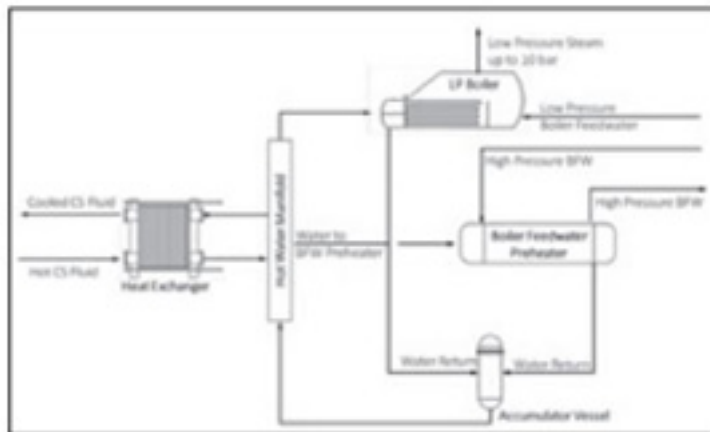 Low Pressure Steam
up to 10 bar
LP Boiler
Low Pressure
Boiler Feedwater
High Pressure BFW
High Pressure BFW
Cooled CS Fluid
Hot Water Manifold
Water to
BFW Preheater
Boiler Feedwater
Preheater
Hot CS Fluid
Heat Exchanger
Water Return
Water Return
Accumulator Vessel